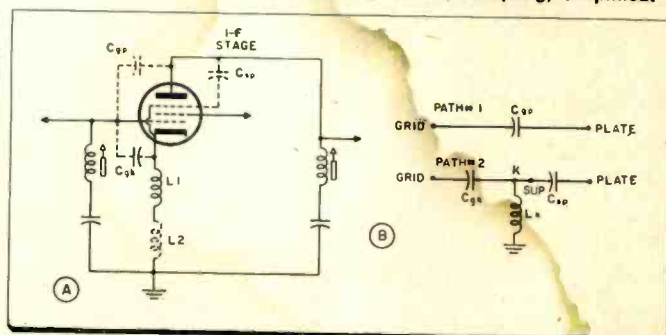 I-F
STAGE
Cgp
Csp
Cgk
L1
L2
A
PATH#1
Cgp
GRID
PLATE
PATH#2
K
GRID
PLATE
Cgk
SUP
Csp
Lk
B